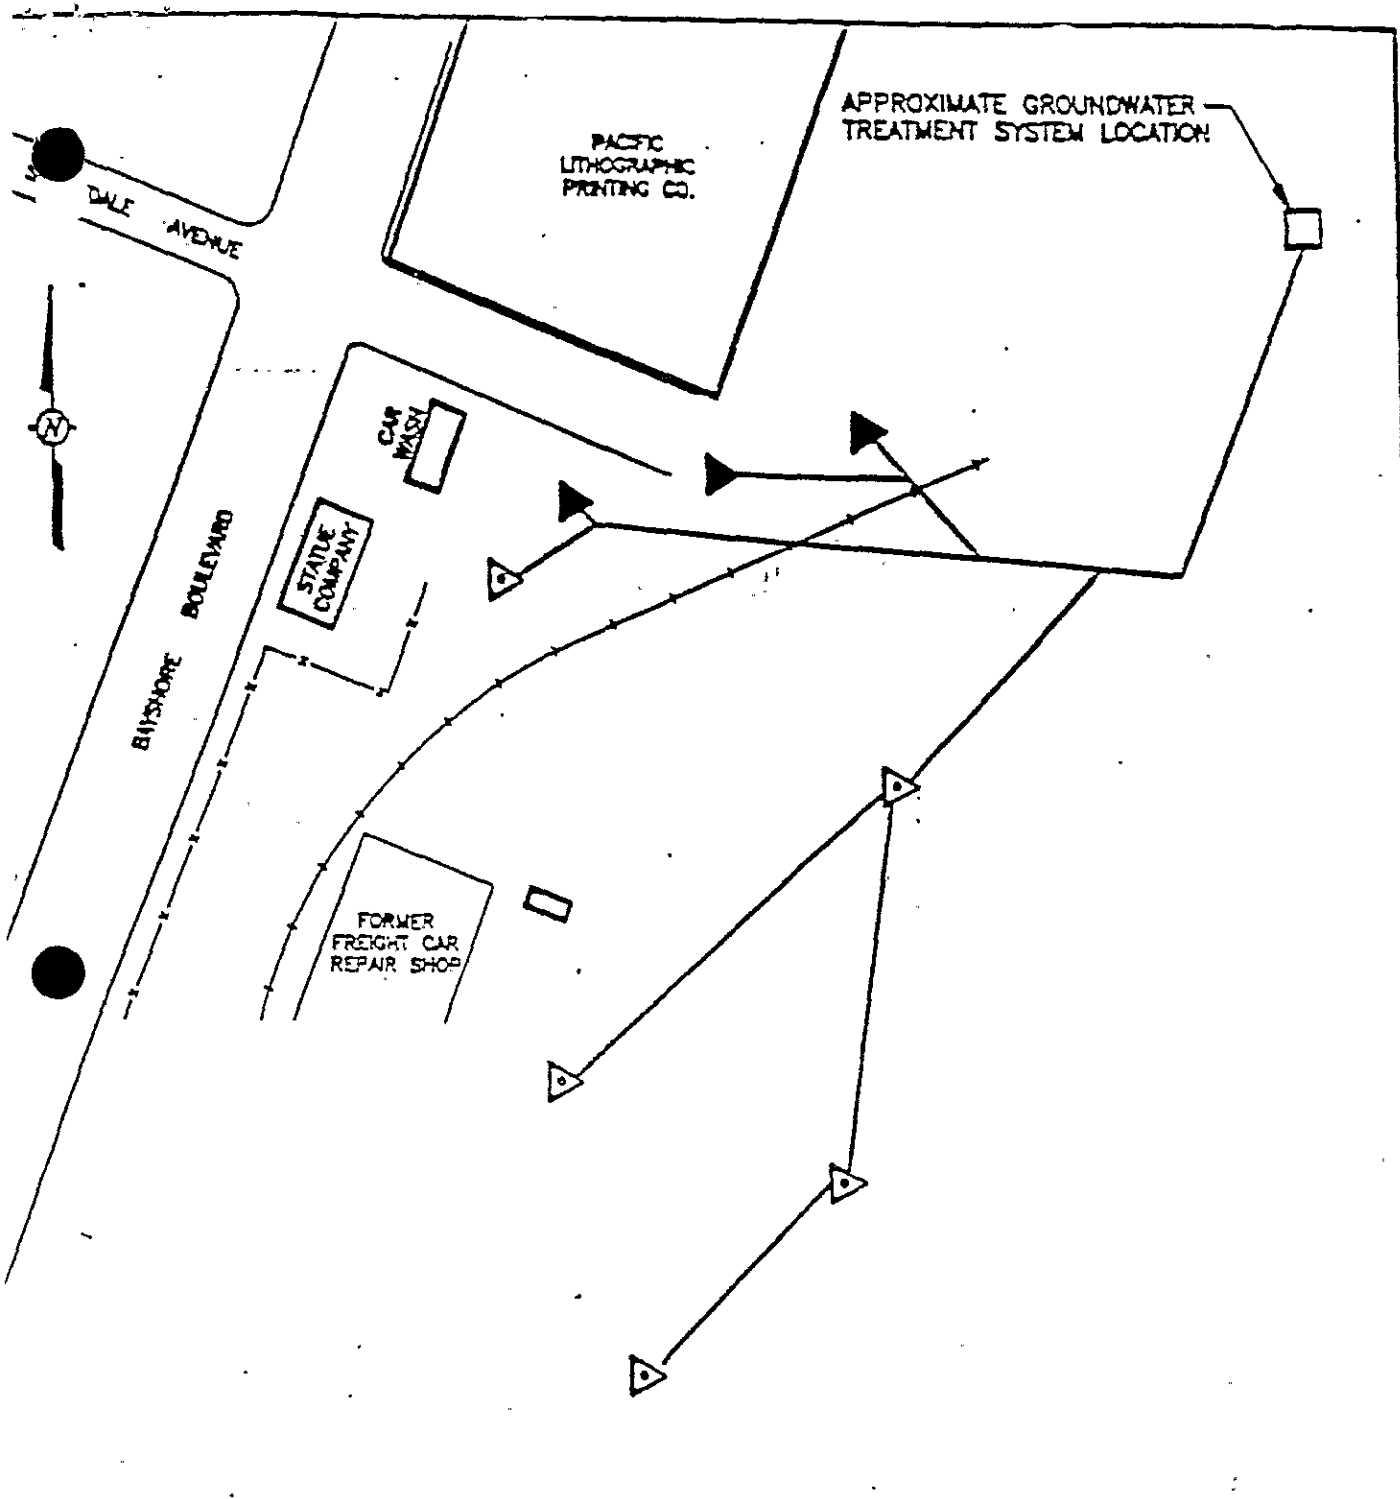 APPROXIMATE GROUNDWATER
TREATMENT SYSTEM LOCATION
PACIFIC
LITHOGRAPHIC
PRINTING CO.
DALE AVENUE
N
CAR
WASH
STATUE
COMPANY
BAYSHORE BOULEVARD
FORMER
FREIGHT CAR
REPAIR SHOP